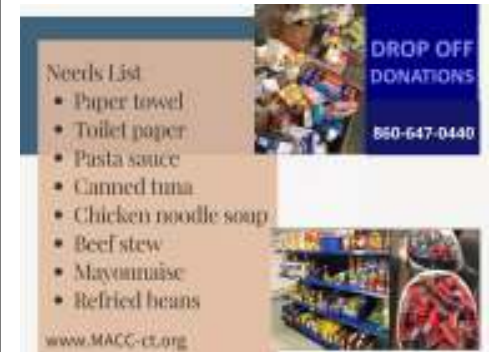 Needs List
• Paper towel
• Toilet paper
• Pasta sauce
• Canned tuna
• Chicken noodle soup
• Beef stew
• Mayonnaise
• Refried beans
www.MACC-ct.org
DROP OFF
DONATIONS
860-647-0440